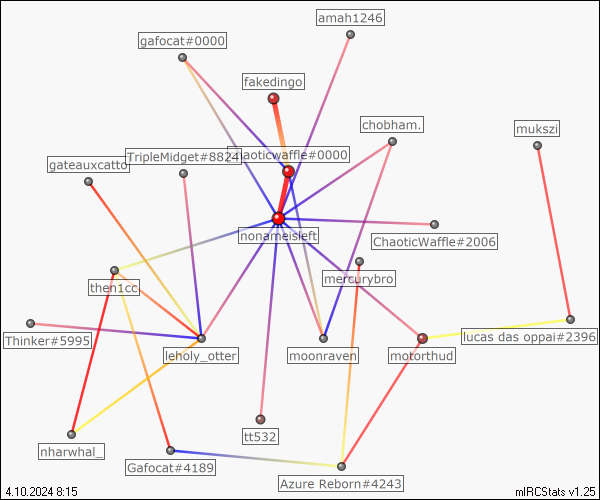 amah1246
gafocat#0000
fakedingo
chobham.
mukszi
TripleMidget#8824
haoticwaffle#0000
gateauxcatto
nonameisleft
ChaoticWaffle#2006
mercurybro
then1cc
Thinker#5995
leholy_otter
moonraven
motorthud
lucas das oppai#2396
tt532
nharwhal_
Gafocat#4189
Azure Reborn#4243
4.10.2024 8:15
mIRCStats v1.25